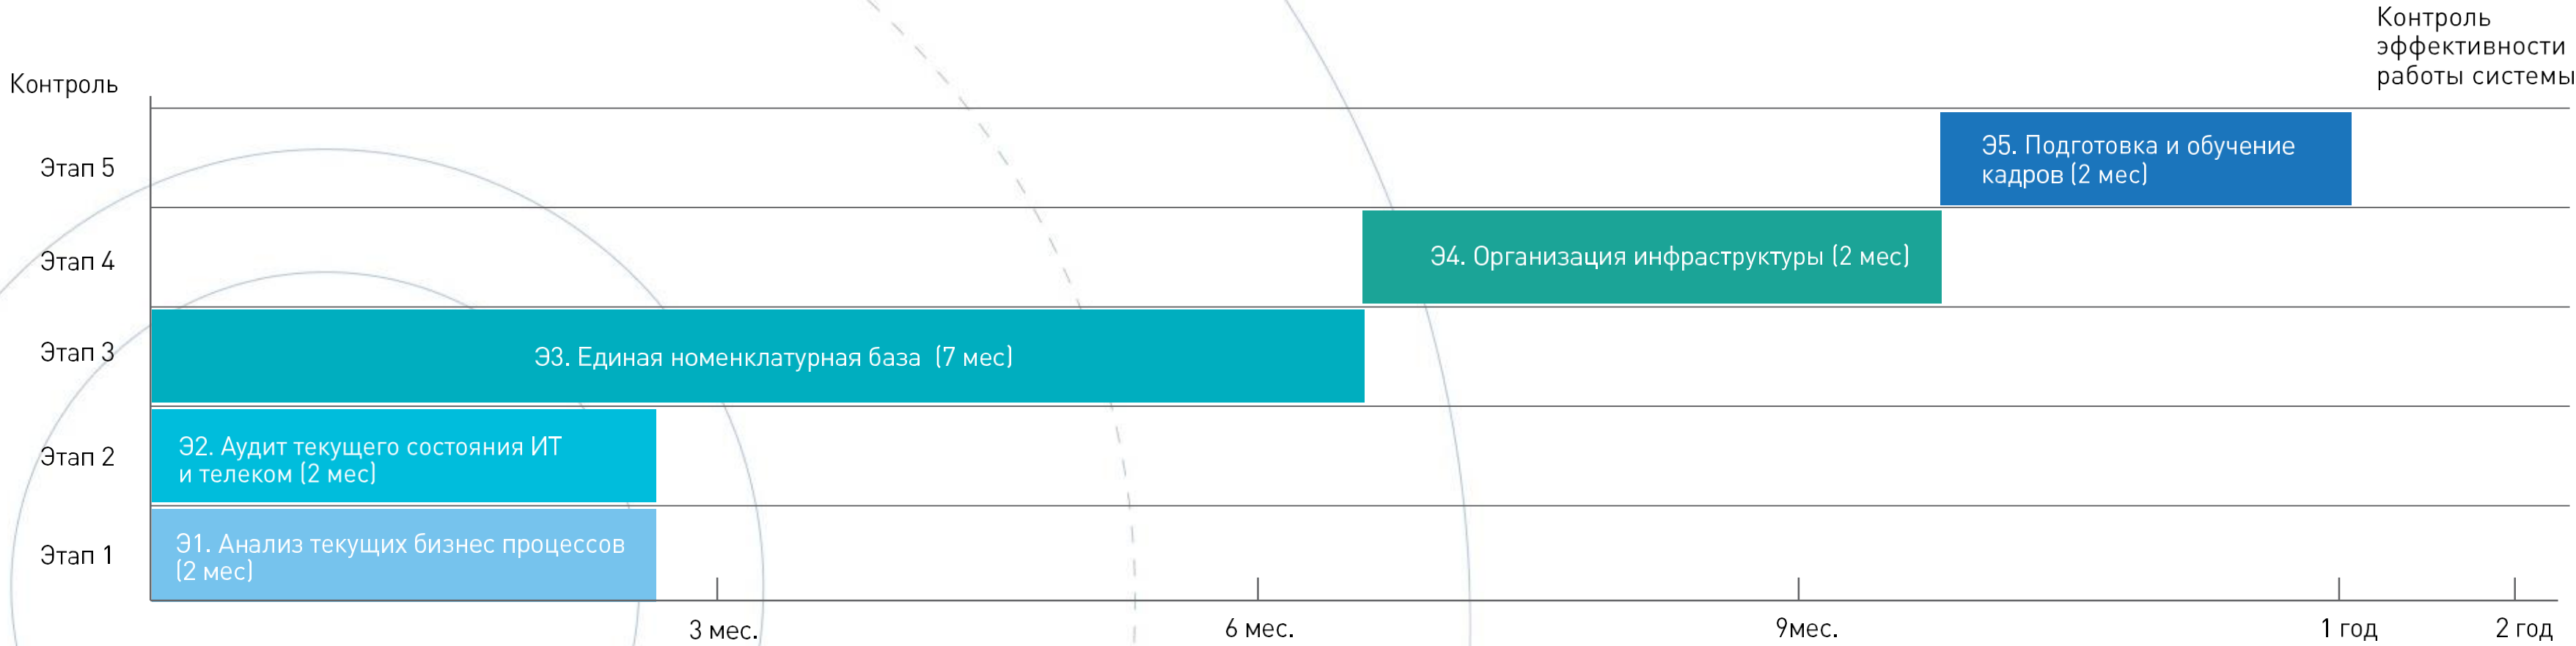 Контроль
эффективности
работы системы
Контроль
Этап 5
Э5. Подготовка и обучение
кадров (2 мес)
Этап 4
Э4. Организация инфраструктуры (2 мес)
Этап 3
Э3. Единая номенклатурная база (7 мес)
Этап 2
Э2. Аудит текущего состояния ИТ
и телеком (2 мес)
Этап 1
Э1. Анализ текущих бизнес процессов
(2 мес)
3 мес.
6 мес.
9мес.
1 год
2 год